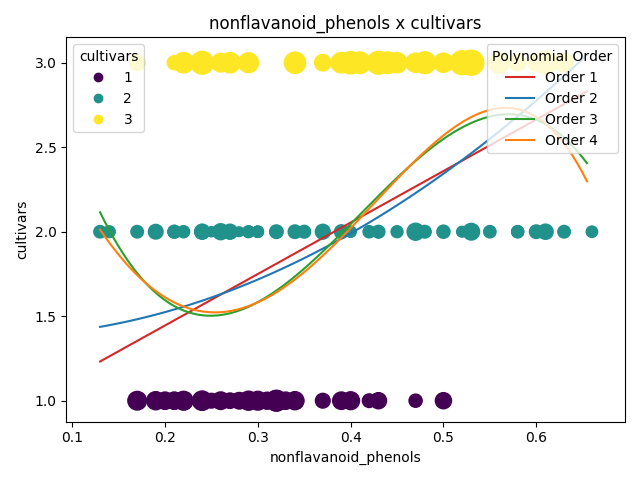 nonflavanoid_phenols x cultivars
cultivars
1
2
3
Polynomial Order
Order 1
Order 2
Order 3
Order 4
cultivars
3.0
2.5
2.0
1.5
1.0
0.1 0.2 0.3 0.4 0.5 0.6
nonflavanoid_phenols